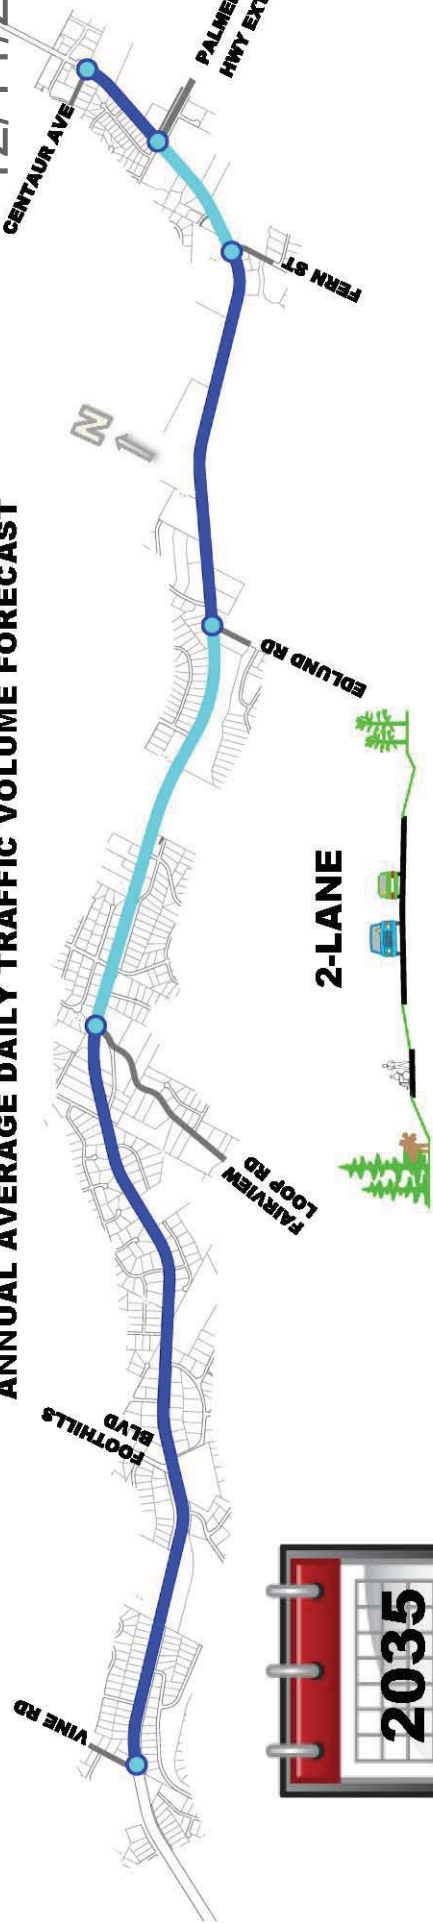 ANNUAL AVERAGE DAILY TRAFFIC VOLUME FORECAST
VINE RD
FOOTHILLS
BLVD
FAIRVIEW
LOOP RD
EDLUND RD
N
FERN ST
HWY
CENTAUR AVE
2035
2-LANE